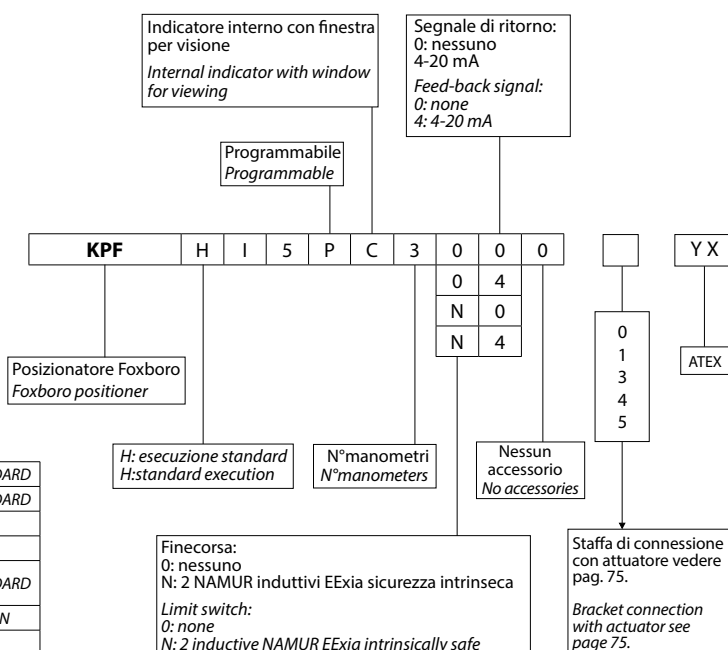 Indicatore interno con finestra
per visione
Internal indicator with window
for viewing
Segnale di ritorno:
0: nessuno
4-20 mA
Feed-back signal:
0: none
4: 4-20 mA
Programmabile
Programmable
KPF H I 5 P C 3 0 0 0 Y X
0 4
N 0
N 4
0
1
3
4
5
ATEX
Posizionatore Foxboro
Foxboro positioner
H: esecuzione standard
H:standard execution
N°manometri
N°manometers
Nessun
accessorio
No accessories
Finecorsa:
0: nessuno
N: 2 NAMUR induttivi EExia sicurezza intrinseca
Limit switch:
0: none
N: 2 inductive NAMUR EExia intrinsically safe
Staffa di connessione
con attuatore vedere
pag. 75.
Bracket connection
with actuator see
page 75.